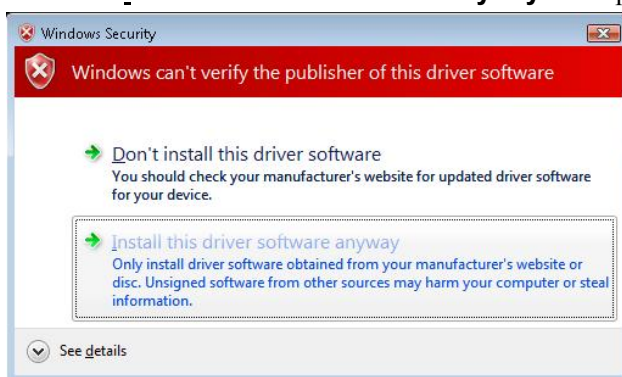 Windows Security
Windows can't verify the publisher of this driver software
Don't install this driver software
You should check your manufacturer's website for updated driver software
for your device.
Install this driver software anyway
Only install driver software obtained from your manufacturer's website or
disc. Unsigned software from other sources may harm your computer or steal
information.
See details